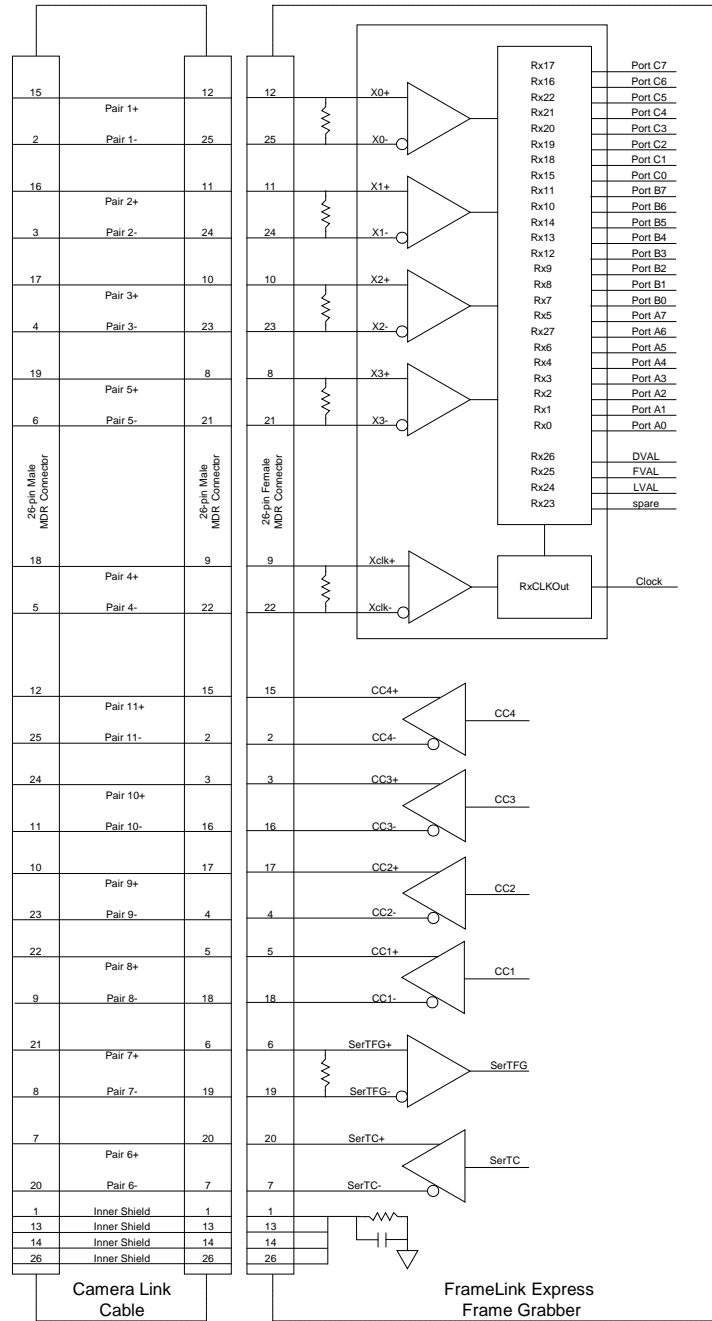 15 12 12 X0+
Pair 1+
2 Pair 1- 25 25 X0-
16 11 11 X1+
Pair 2+
3 Pair 2- 24 24 X1-
17 10 10 X2+
Pair 3+
4 Pair 3- 23 23 X2-
19 8 8 X3+
Pair 5+
6 Pair 5- 21 21 X3-
Rx17 Port C7
Rx16 Port C6
Rx22 Port C5
Rx21 Port C4
Rx20 Port C3
Rx19 Port C2
Rx18 Port C1
Rx15 Port C0
Rx11 Port B7
Rx10 Port B6
Rx14 Port B5
Rx13 Port B4
Rx12 Port B3
Rx9 Port B2
Rx8 Port B1
Rx7 Port B0
Rx5 Port A7
Rx27 Port A6
Rx6 Port A5
Rx4 Port A4
Rx3 Port A3
Rx2 Port A2
Rx1 Port A1
Rx0 Port A0
Rx26 DVAL
Rx25 FVAL
Rx24 LVAL
Rx23 spare
26-pin Male
MDR Connector
26-pin Male
MDR Connector
26-pin Female
MDR Connector
18 9 9 Xclk+
Pair 4+
5 Pair 4- 22 22 Xclk-
RxCLKOut Clock
12 15 15 CC4+
Pair 11+ CC4
25 Pair 11- 2 2 CC4-
24 3 3 CC3+
Pair 10+ CC3
11 Pair 10- 16 16 CC3-
10 17 17 CC2+
Pair 9+ CC2
23 Pair 9- 4 4 CC2-
22 5 5 CC1+
Pair 8+ CC1
9 Pair 8- 18 18 CC1-
21 6 6 SerTFG+
Pair 7+ SerTFG
8 Pair 7- 19 19 SerTFG-
7 20 20 SerTC+
Pair 6+ SerTC
20 Pair 6- 7 7 SerTC-
1 Inner Shield 1 1
13 Inner Shield 13 13
14 Inner Shield 14 14
26 Inner Shield 26 26
Camera Link
Cable
FrameLink Express
Frame Grabber